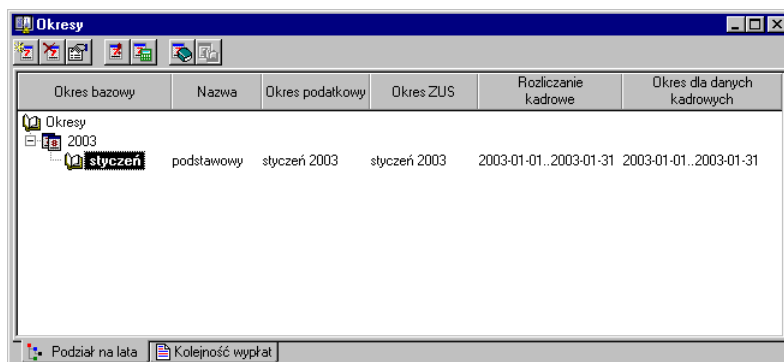 Okresy
Okres bazowy Nazwa Okres podatkowy Okres ZUS Rozliczanie kadrowe Okres dla danych kadrowych
Okresy
2003
styczeń podstawowy styczeń 2003 styczeń 2003 2003-01-01..2003-01-31 2003-01-01..2003-01-31
Podział na lata Kolejność wypłat